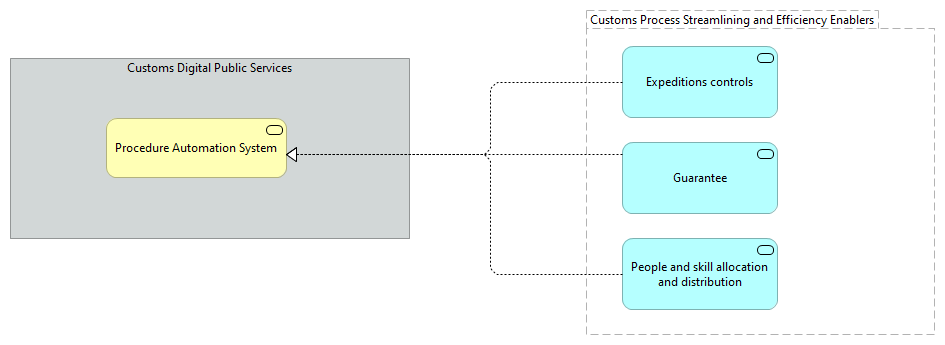 Customs Process Streamlining and Efficiency Enablers
Customs Digital Public Services
Expeditions controls
Procedure Automation System
Guarantee
People and skill allocation
and distribution